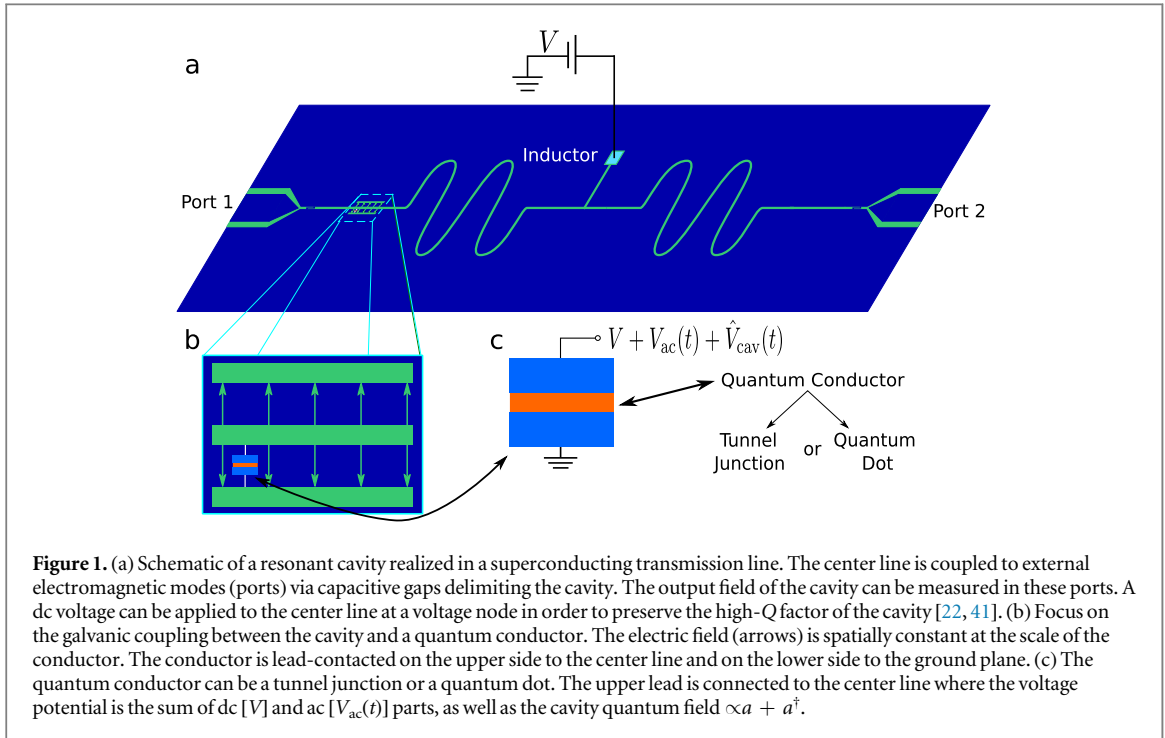 a
V
Inductor
Port 1
Port 2
b
c
V + V_ac(t) + V̂_cav(t)
Quantum Conductor
Tunnel
Junction
or
Quantum
Dot
Figure 1. (a) Schematic of a resonant cavity realized in a superconducting transmission line. The center line is coupled to external
electromagnetic modes (ports) via capacitive gaps delimiting the cavity. The output field of the cavity can be measured in these ports. A
dc voltage can be applied to the center line at a voltage node in order to preserve the high-Q factor of the cavity [22, 41]. (b) Focus on
the galvanic coupling between the cavity and a quantum conductor. The electric field (arrows) is spatially constant at the scale of the
conductor. The conductor is lead-contacted on the upper side to the center line and on the lower side to the ground plane. (c) The
quantum conductor can be a tunnel junction or a quantum dot. The upper lead is connected to the center line where the voltage
potential is the sum of dc [V] and ac [V_ac(t)] parts, as well as the cavity quantum field ∝a + a†.